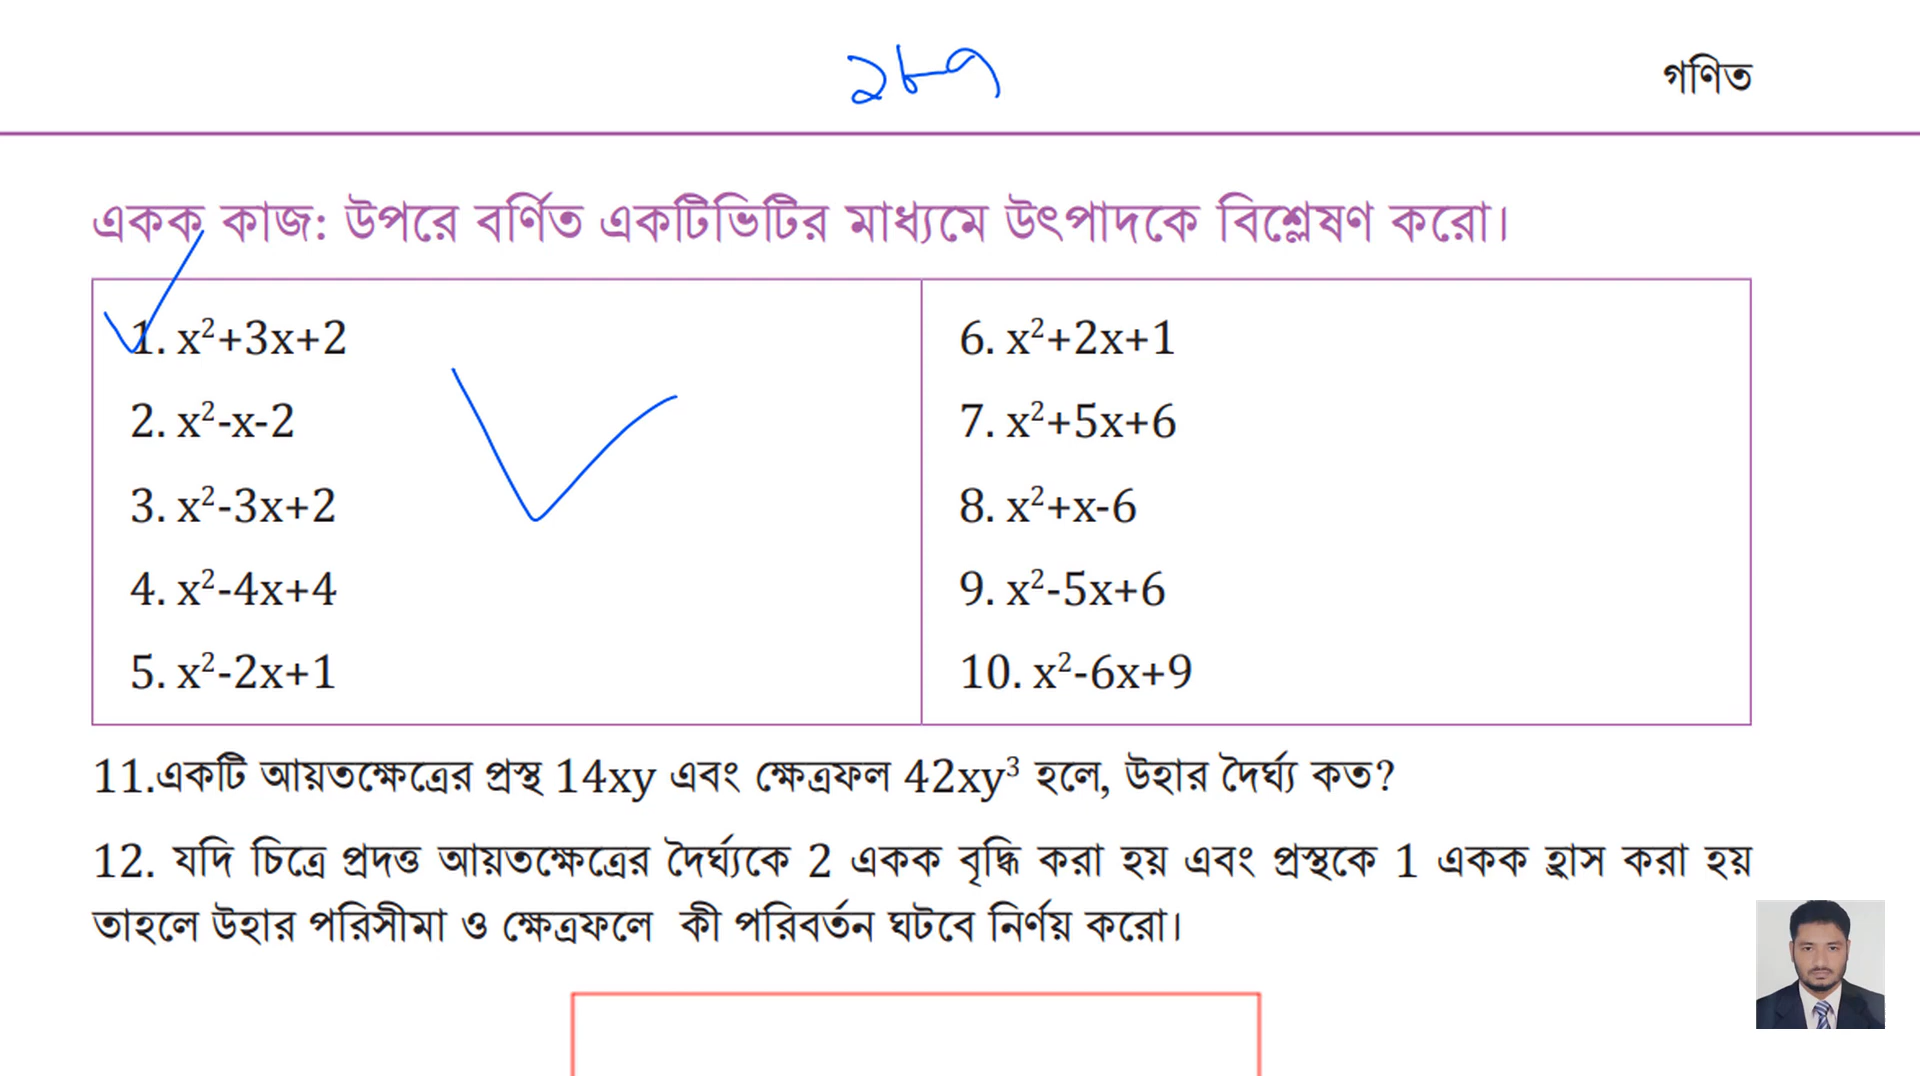 ২৮৭
গণিত
একক কাজ: উপরে বর্ণিত একটিভিটির মাধ্যমে উৎপাদকে বিশ্লেষণ করো।
1. x²+3x+2
2. x²-x-2
3. x²-3x+2
4. x²-4x+4
5. x²-2x+1
6. x²+2x+1
7. x²+5x+6
8. x²+x-6
9. x²-5x+6
10. x²-6x+9
11.একটি আয়তক্ষেত্রের প্রস্থ 14xy এবং ক্ষেত্রফল 42xy³ হলে, উহার দৈর্ঘ্য কত?
12. যদি চিত্রে প্রদত্ত আয়তক্ষেত্রের দৈর্ঘ্যকে 2 একক বৃদ্ধি করা হয় এবং প্রস্থকে 1 একক হ্রাস করা হয়
তাহলে উহার পরিসীমা ও ক্ষেত্রফলে কী পরিবর্তন ঘটবে নির্ণয় করো।